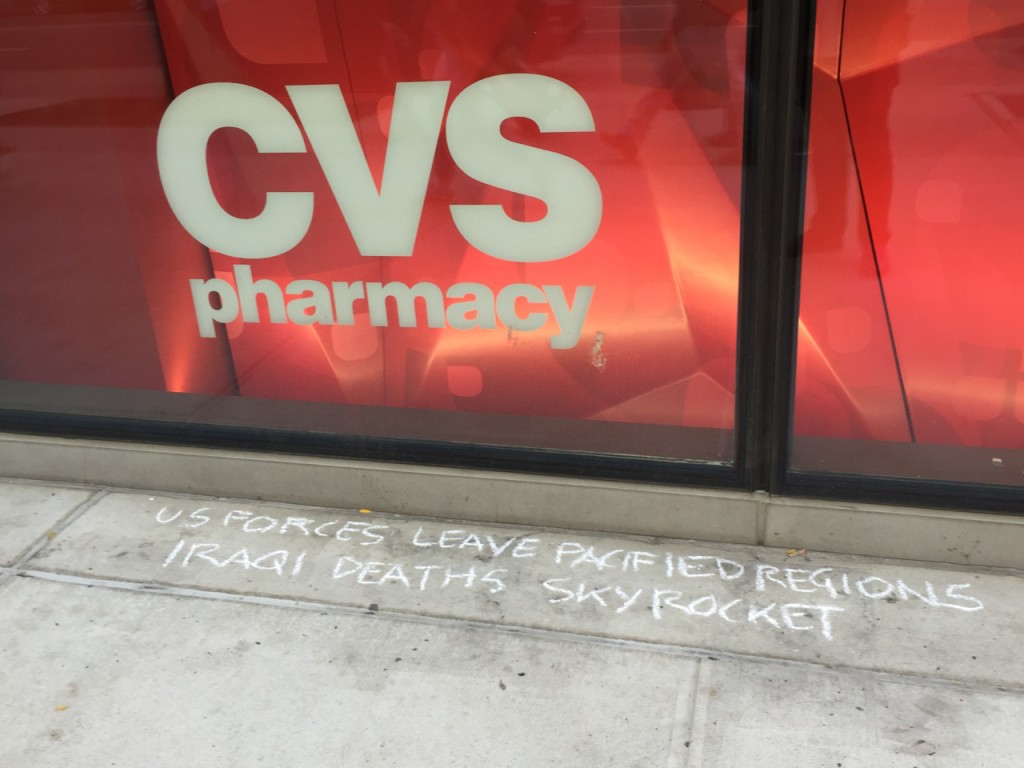 CVS
pharmacy
US FORCES LEAVE PACIFIED REGIONS
IRAQI DEATHS SKYROCKET